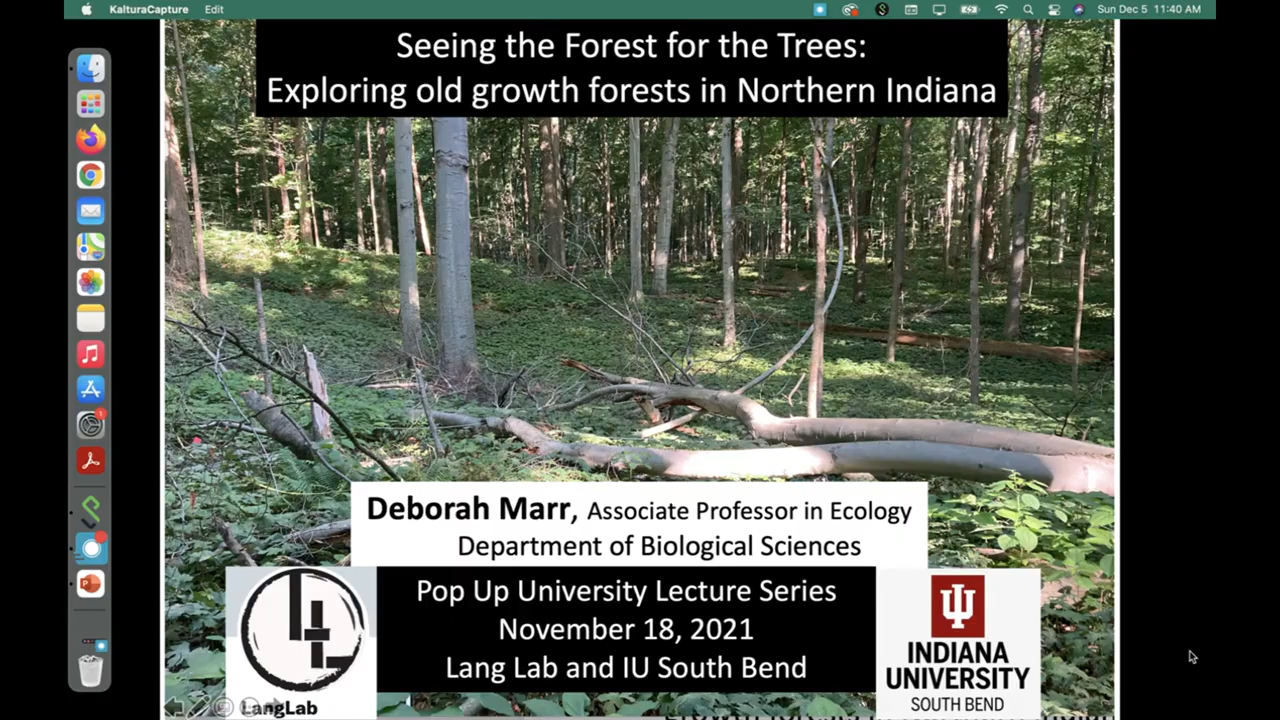 KalturaCapture Edit
Sun Dec 5 11:40 AM
Seeing the Forest for the Trees:
Exploring old growth forests in Northern Indiana
Deborah Marr, Associate Professor in Ecology
Department of Biological Sciences
Pop Up University Lecture Series
November 18, 2021
Lang Lab and IU South Bend
LangLab
INDIANA
UNIVERSITY
SOUTH BEND
1